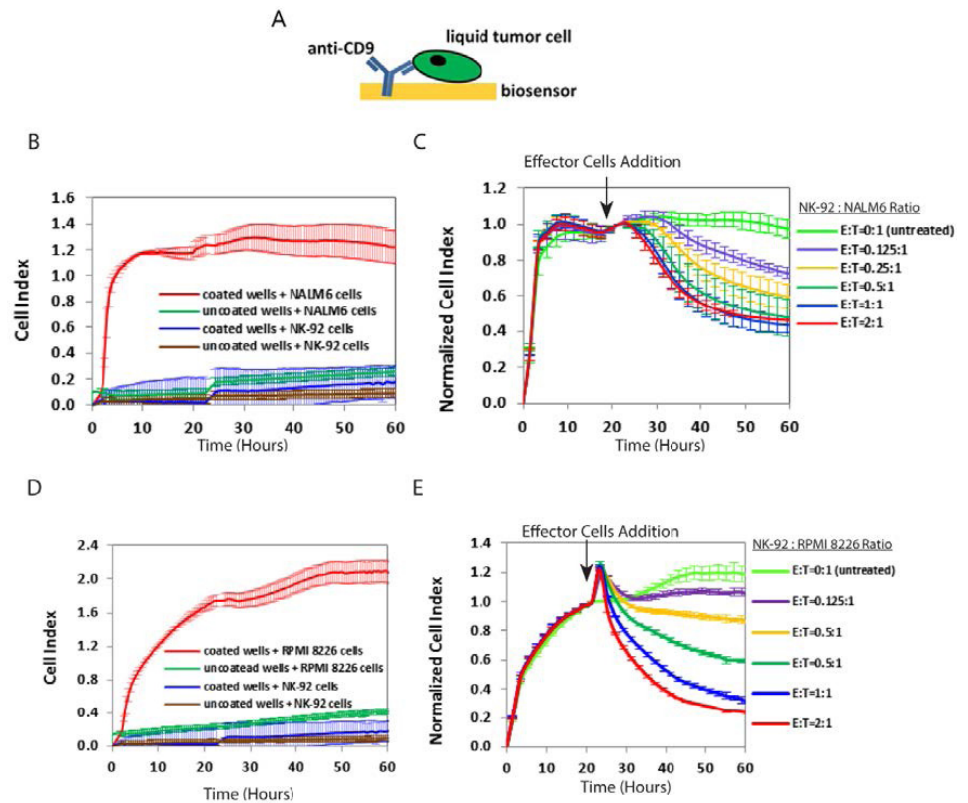 A
anti-CD9
liquid tumor cell
biosensor
B
Cell Index
1.6
1.4
1.2
1.0
0.8
0.6
0.4
0.2
0.0
coated wells + NALM6 cells
uncoated wells + NALM6 cells
coated wells + NK-92 cells
uncoated wells + NK-92 cells
0 10 20 30 40 50 60
Time (Hours)
C
Effector Cells Addition
Normalized Cell Index
1.2
1.0
0.8
0.6
0.4
0.2
0.0
0 10 20 30 40 50 60
Time (Hours)
NK-92 : NALM6 Ratio
E:T=0:1 (untreated)
E:T=0.125:1
E:T=0.25:1
E:T=0.5:1
E:T=1:1
E:T=2:1
D
Cell Index
2.4
2.0
1.6
1.2
0.8
0.4
0.0
coated wells + RPMI 8226 cells
uncoatead wells + RPMI 8226 cells
coated wells + NK-92 cells
uncoated wells + NK-92 cells
0 10 20 30 40 50 60
Time (Hours)
E
Effector Cells Addition
Normalized Cell Index
1.4
1.2
1.0
0.8
0.6
0.4
0.2
0.0
0 10 20 30 40 50 60
Time (Hours)
NK-92 : RPMI 8226 Ratio
E:T=0:1 (untreated)
E:T=0.125:1
E:T=0.5:1
E:T=0.5:1
E:T=1:1
E:T=2:1